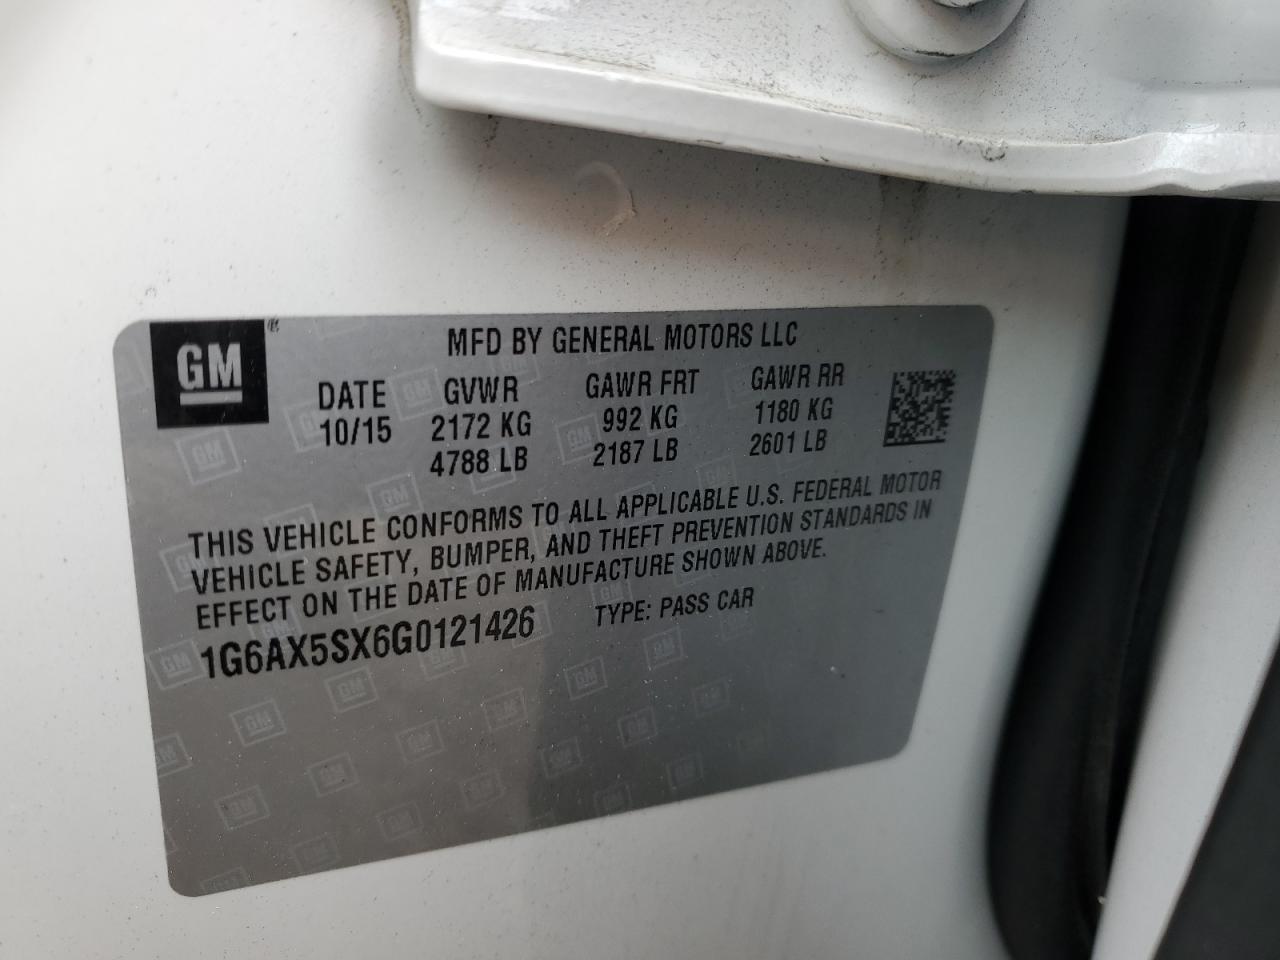 GM ® MFD BY GENERAL MOTORS LLC
DATE GVWR GAWR FRT GAWR RR
10/15 2172 KG 992 KG 1180 KG
4788 LB 2187 LB 2601 LB
THIS VEHICLE CONFORMS TO ALL APPLICABLE U.S. FEDERAL MOTOR
VEHICLE SAFETY, BUMPER, AND THEFT PREVENTION STANDARDS IN
EFFECT ON THE DATE OF MANUFACTURE SHOWN ABOVE.
1G6AX5SX6G0121426 TYPE: PASS CAR